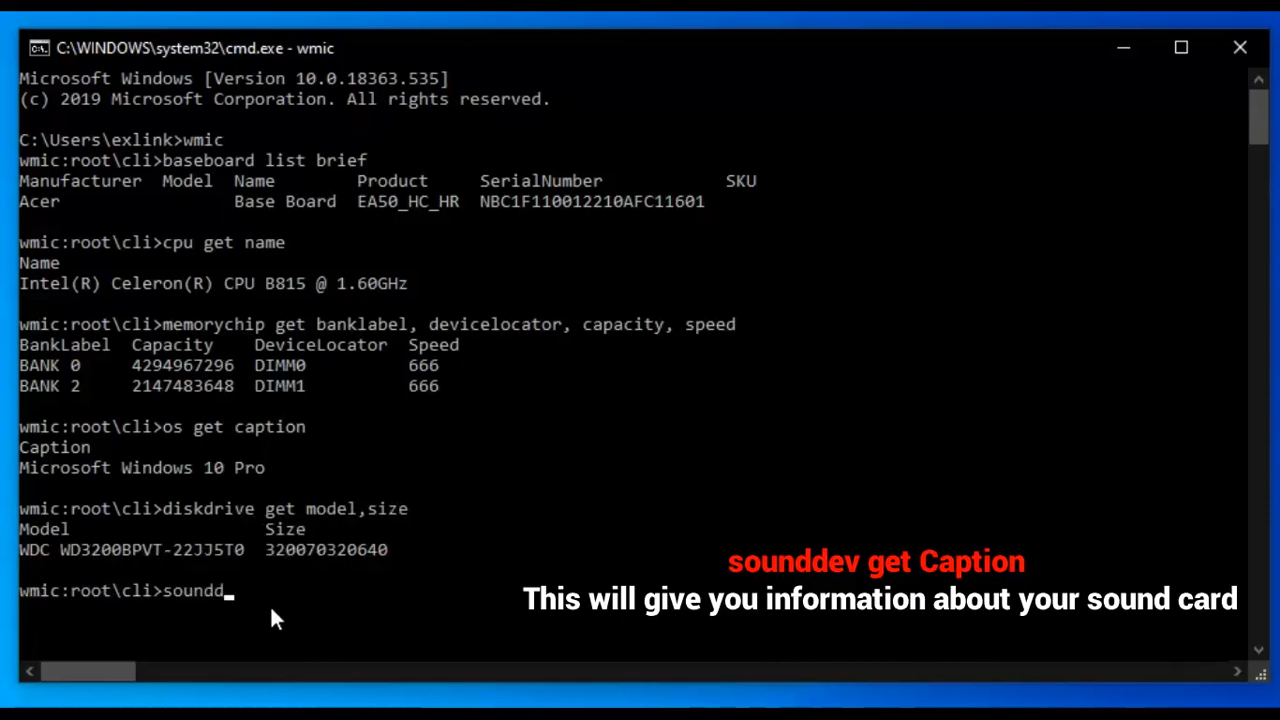 C:\WINDOWS\system32\cmd.exe - wmic
Microsoft Windows [Version 10.0.18363.535]
(c) 2019 Microsoft Corporation. All rights reserved.
C:\Users\exlink>wmic
wmic:root\cli>baseboard list brief
Manufacturer  Model  Name        Product     SerialNumber            SKU
Acer                 Base Board  EA50_HC_HR  NBC1F110012210AFC11601
wmic:root\cli>cpu get name
Name
Intel(R) Celeron(R) CPU B815 @ 1.60GHz
wmic:root\cli>memorychip get banklabel, devicelocator, capacity, speed
BankLabel  Capacity    DeviceLocator  Speed
BANK 0     4294967296  DIMM0          666
BANK 2     2147483648  DIMM1          666
wmic:root\cli>os get caption
Caption
Microsoft Windows 10 Pro
wmic:root\cli>diskdrive get model,size
Model                 Size
WDC WD3200BPVT-22JJ5T0  320070320640
sounddev get Caption
wmic:root\cli>soundd_
This will give you information about your sound card